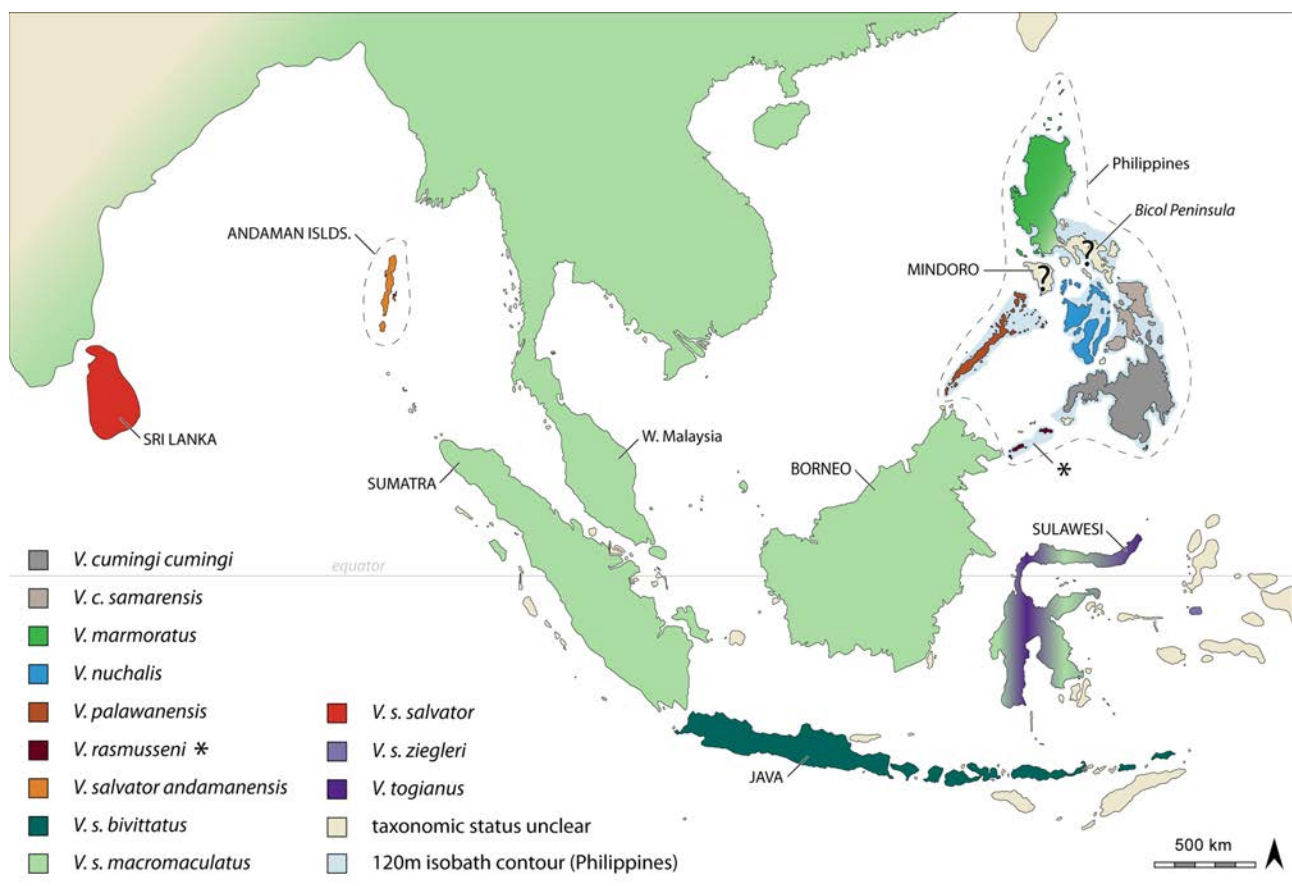 Philippines
Bicol Peninsula
ANDAMAN ISLDS.
?
MINDORO
?
SRI LANKA
W. Malaysia
SUMATRA
BORNEO
*
SULAWESI
equator
JAVA
V. cumingi cumingi
V. c. samarensis
V. marmoratus
V. nuchalis
V. palawanensis
V. rasmusseni *
V. salvator andamanensis
V. s. bivittatus
V. s. macromaculatus
V. s. salvator
V. s. ziegleri
V. togianus
taxonomic status unclear
120m isobath contour (Philippines)
500 km